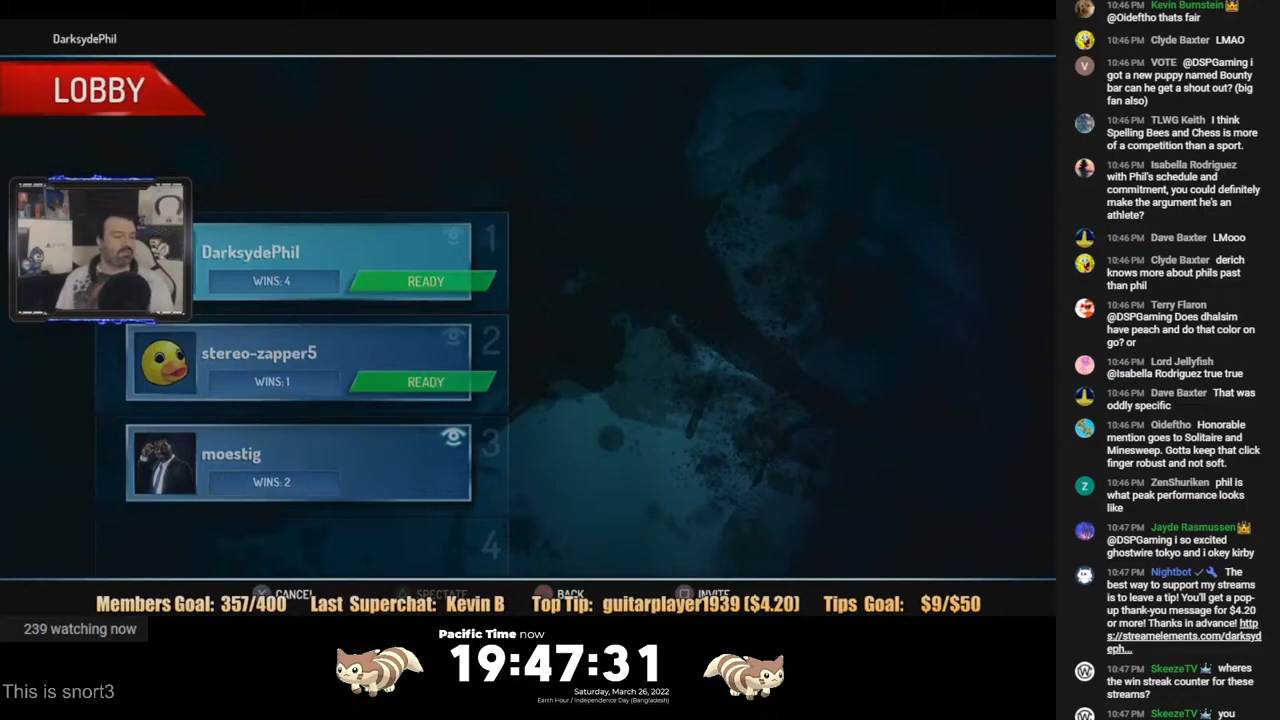 DarksydePhil
LOBBY
DarksydePhil
1
WINS: 4
READY
stereo-zapper5
2
WINS: 1
READY
moestig
3
WINS: 2
4
CANCEL
SPECTATE
BACK
INVITE
Members Goal: 357/400 Last Superchat: Kevin B Top Tip: guitarplayer1939 ($4.20) Tips Goal: $9/$50
239 watching now
Pacific Time now
19:47:31
Saturday, March 26, 2022
Earth Hour / Independence Day (Bangladesh)
This is snort3
10:46 PM Kevin Burnstein
@Oideftho thats fair
10:46 PM Clyde Baxter LMAO
10:46 PM VOTE @DSPGaming i
got a new puppy named Bounty
bar can he get a shout out? (big
fan also)
10:46 PM TLWG Keith I think
Spelling Bees and Chess is more
of a competition than a sport.
10:46 PM Isabella Rodriguez
with Phil's schedule and
commitment, you could definitely
make the argument he's an
athlete?
10:46 PM Dave Baxter LMooo
10:46 PM Clyde Baxter derich
knows more about phils past
than phil
10:46 PM Terry Flaron
@DSPGaming Does dhalsim
have peach and do that color on
go? or
10:46 PM Lord Jellyfish
@Isabella Rodriguez true true
10:46 PM Dave Baxter That was
oddly specific
10:46 PM Oideftho Honorable
mention goes to Solitaire and
Minesweep. Gotta keep that click
finger robust and not soft.
10:46 PM ZenShuriken phil is
what peak performance looks
like
10:47 PM Jayde Rasmussen
@DSPGaming i so excited
ghostwire tokyo and i okey kirby
10:47 PM Nightbot The
best way to support my streams
is to leave a tip! You'll get a pop-
up thank-you message for $4.20
or more! Thanks in advance! http
s://streamelements.com/darksyd
eph...
10:47 PM SkeezeTV wheres
the win streak counter for these
streams?
10:47 PM SkeezeTV you